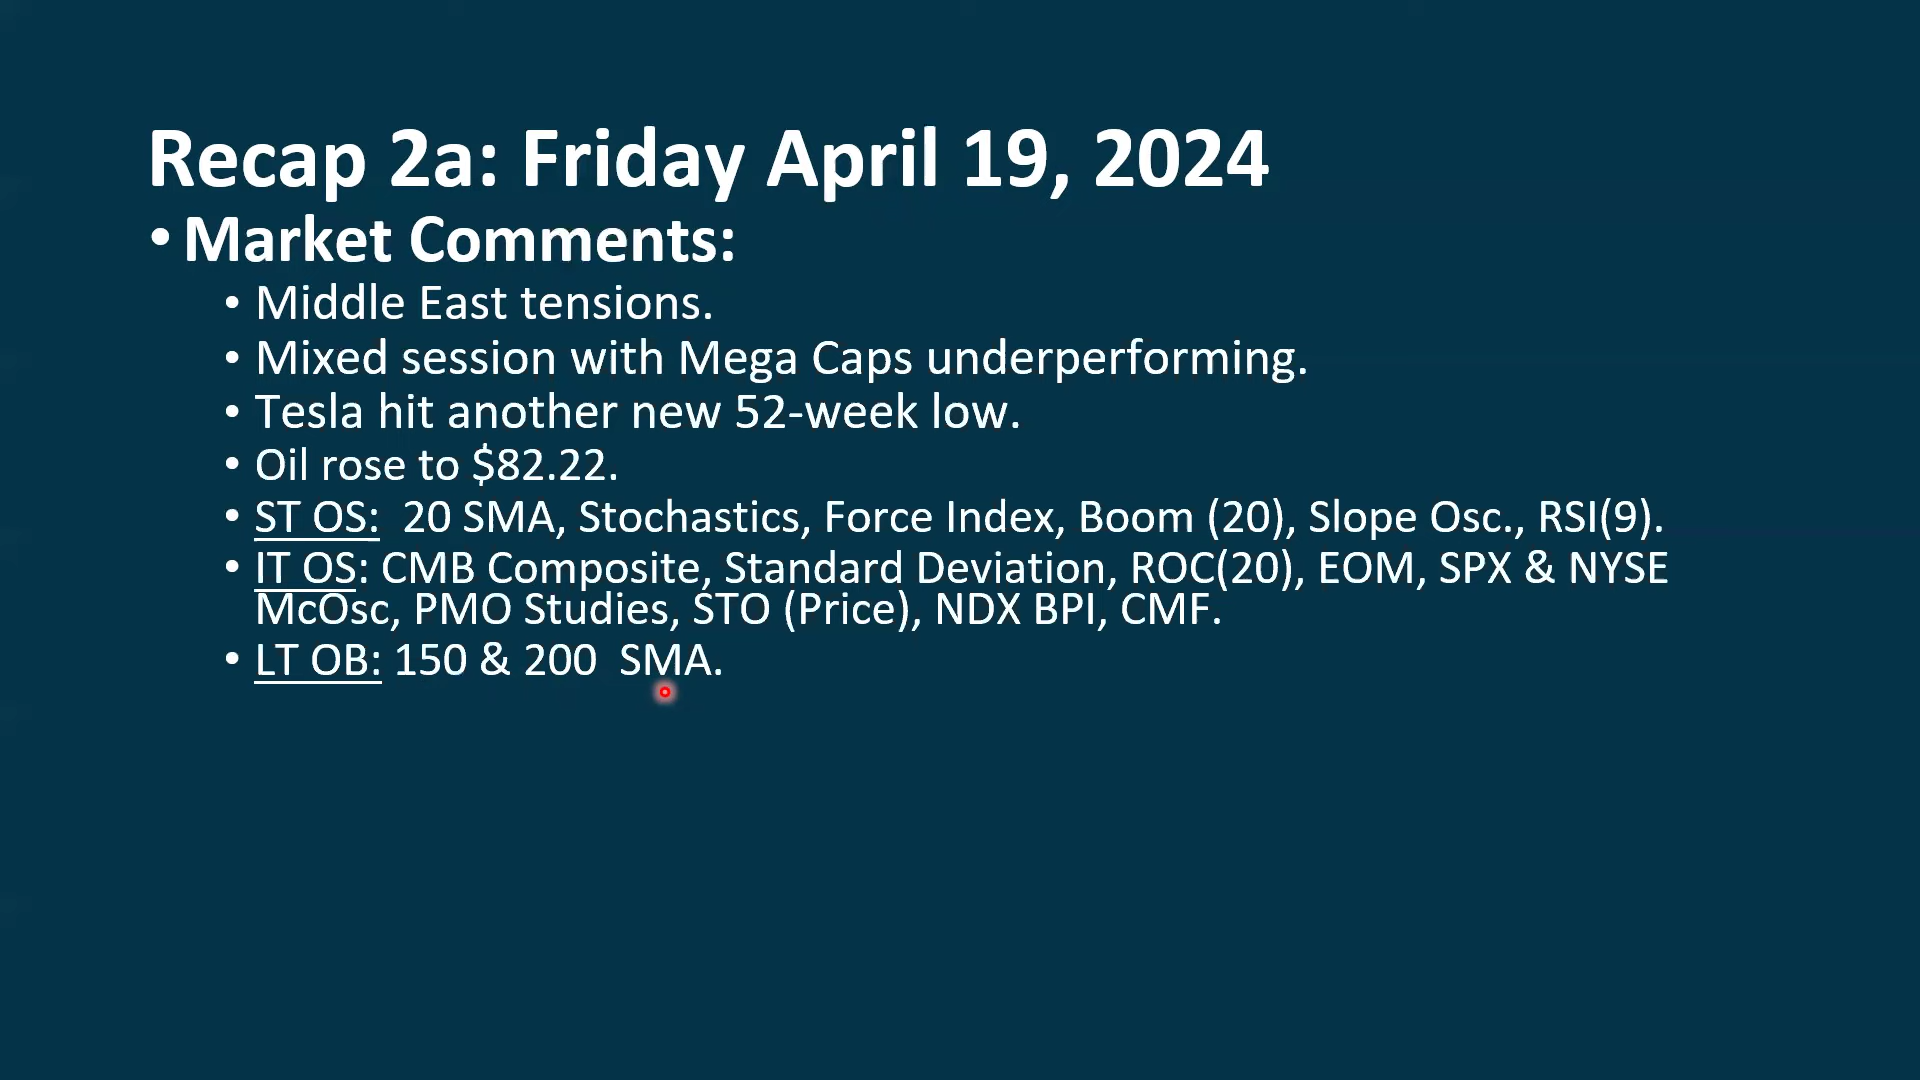 Recap 2a: Friday April 19, 2024
• Market Comments:
• Middle East tensions.
• Mixed session with Mega Caps underperforming.
• Tesla hit another new 52-week low.
• Oil rose to $82.22.
• ST OS:  20 SMA, Stochastics, Force Index, Boom (20), Slope Osc., RSI(9).
• IT OS: CMB Composite, Standard Deviation, ROC(20), EOM, SPX & NYSE
McOsc, PMO Studies, STO (Price), NDX BPI, CMF.
• LT OB: 150 & 200  SMA.